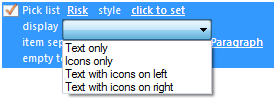 Pick list Risk style click to set
display
item sep Paragraph
empty t
Text only
Icons only
Text with icons on left
Text with icons on right